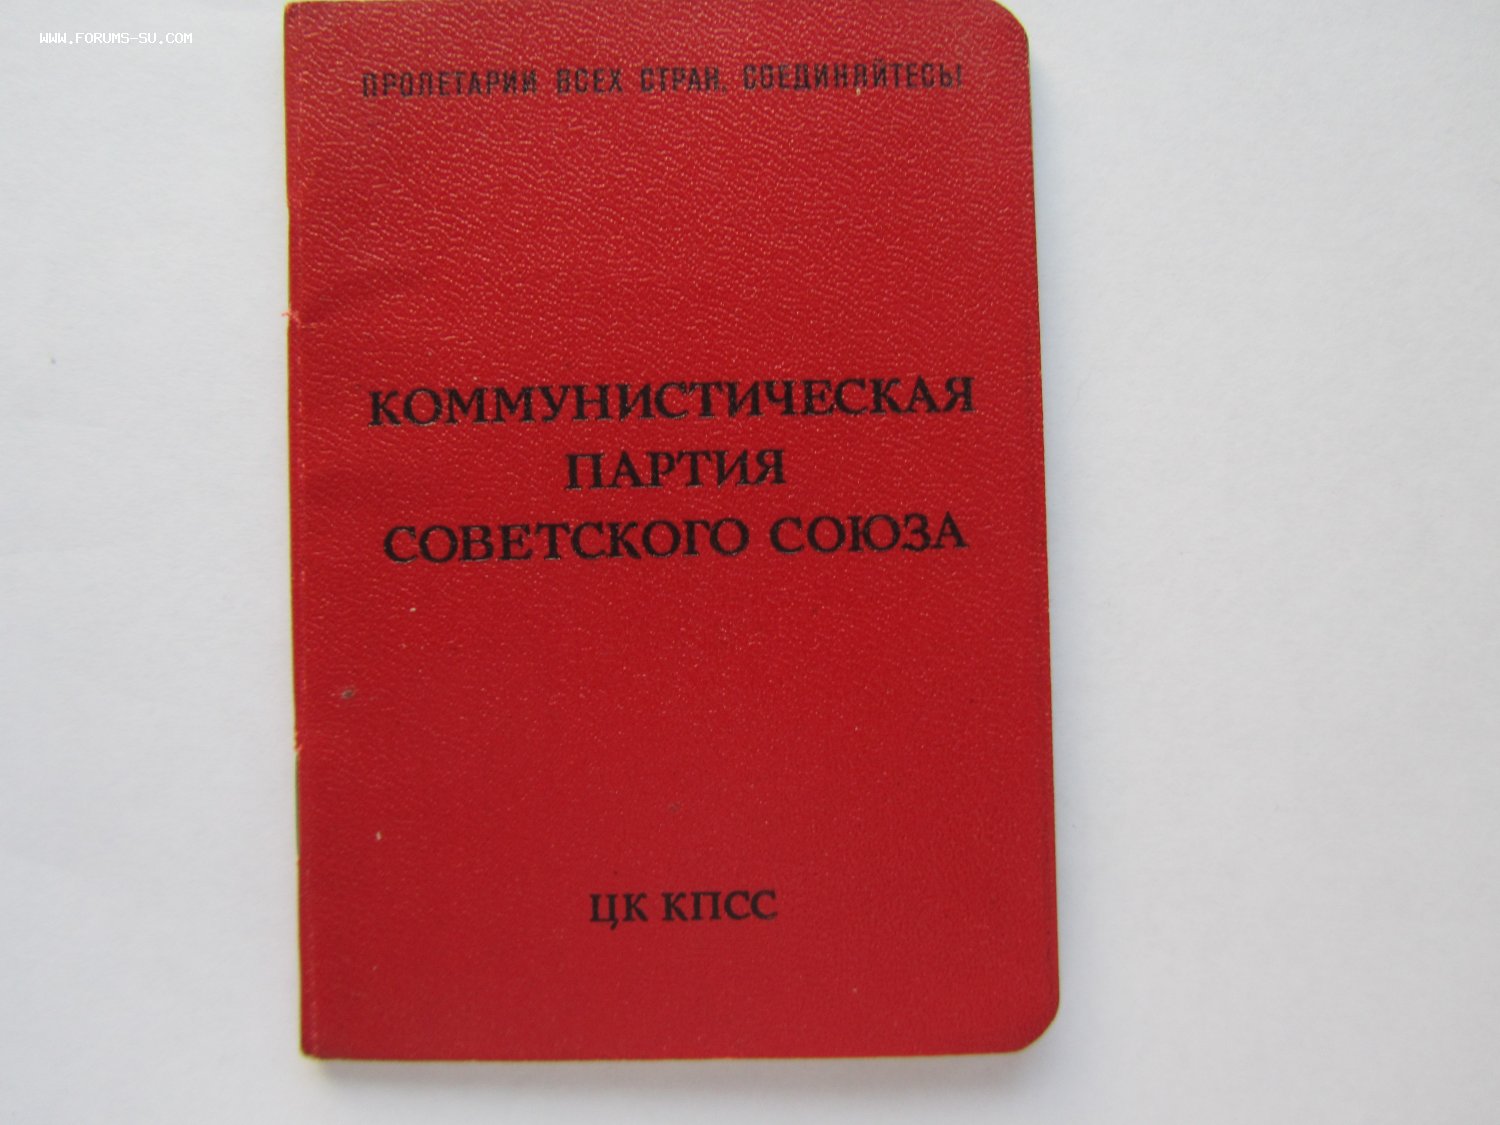 WWW.FORUMS-SU.COM
ПРОЛЕТАРИИ ВСЕХ СТРАН, СОЕДИНЯЙТЕСЬ!
КОММУНИСТИЧЕСКАЯ
ПАРТИЯ
СОВЕТСКОГО СОЮЗА
ЦК КПСС